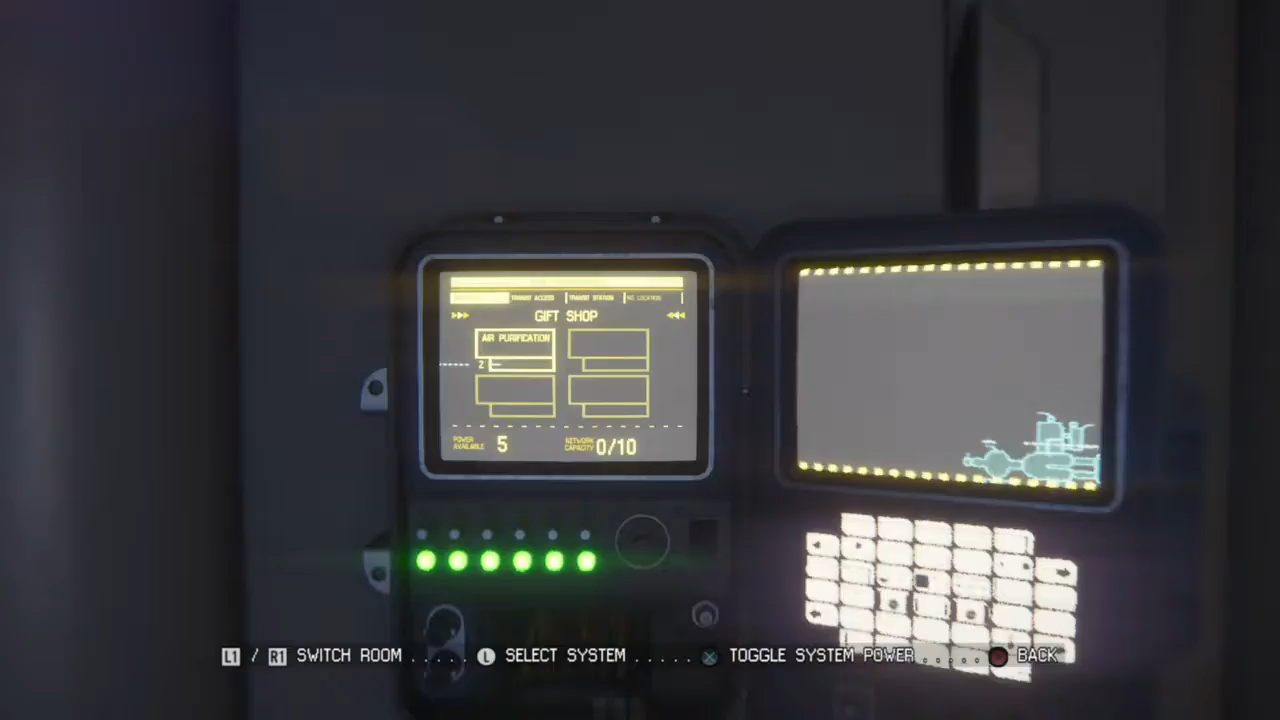 TRANSIT ACCESS TRANSIT STATION NO LOCATION
GIFT SHOP
AIR PURIFICATION
2
POWER AVAILABLE 5 NETWORK CAPACITY 0/10
L1 / R1 SWITCH ROOM ..... L SELECT SYSTEM ..... TOGGLE SYSTEM POWER ..... BACK